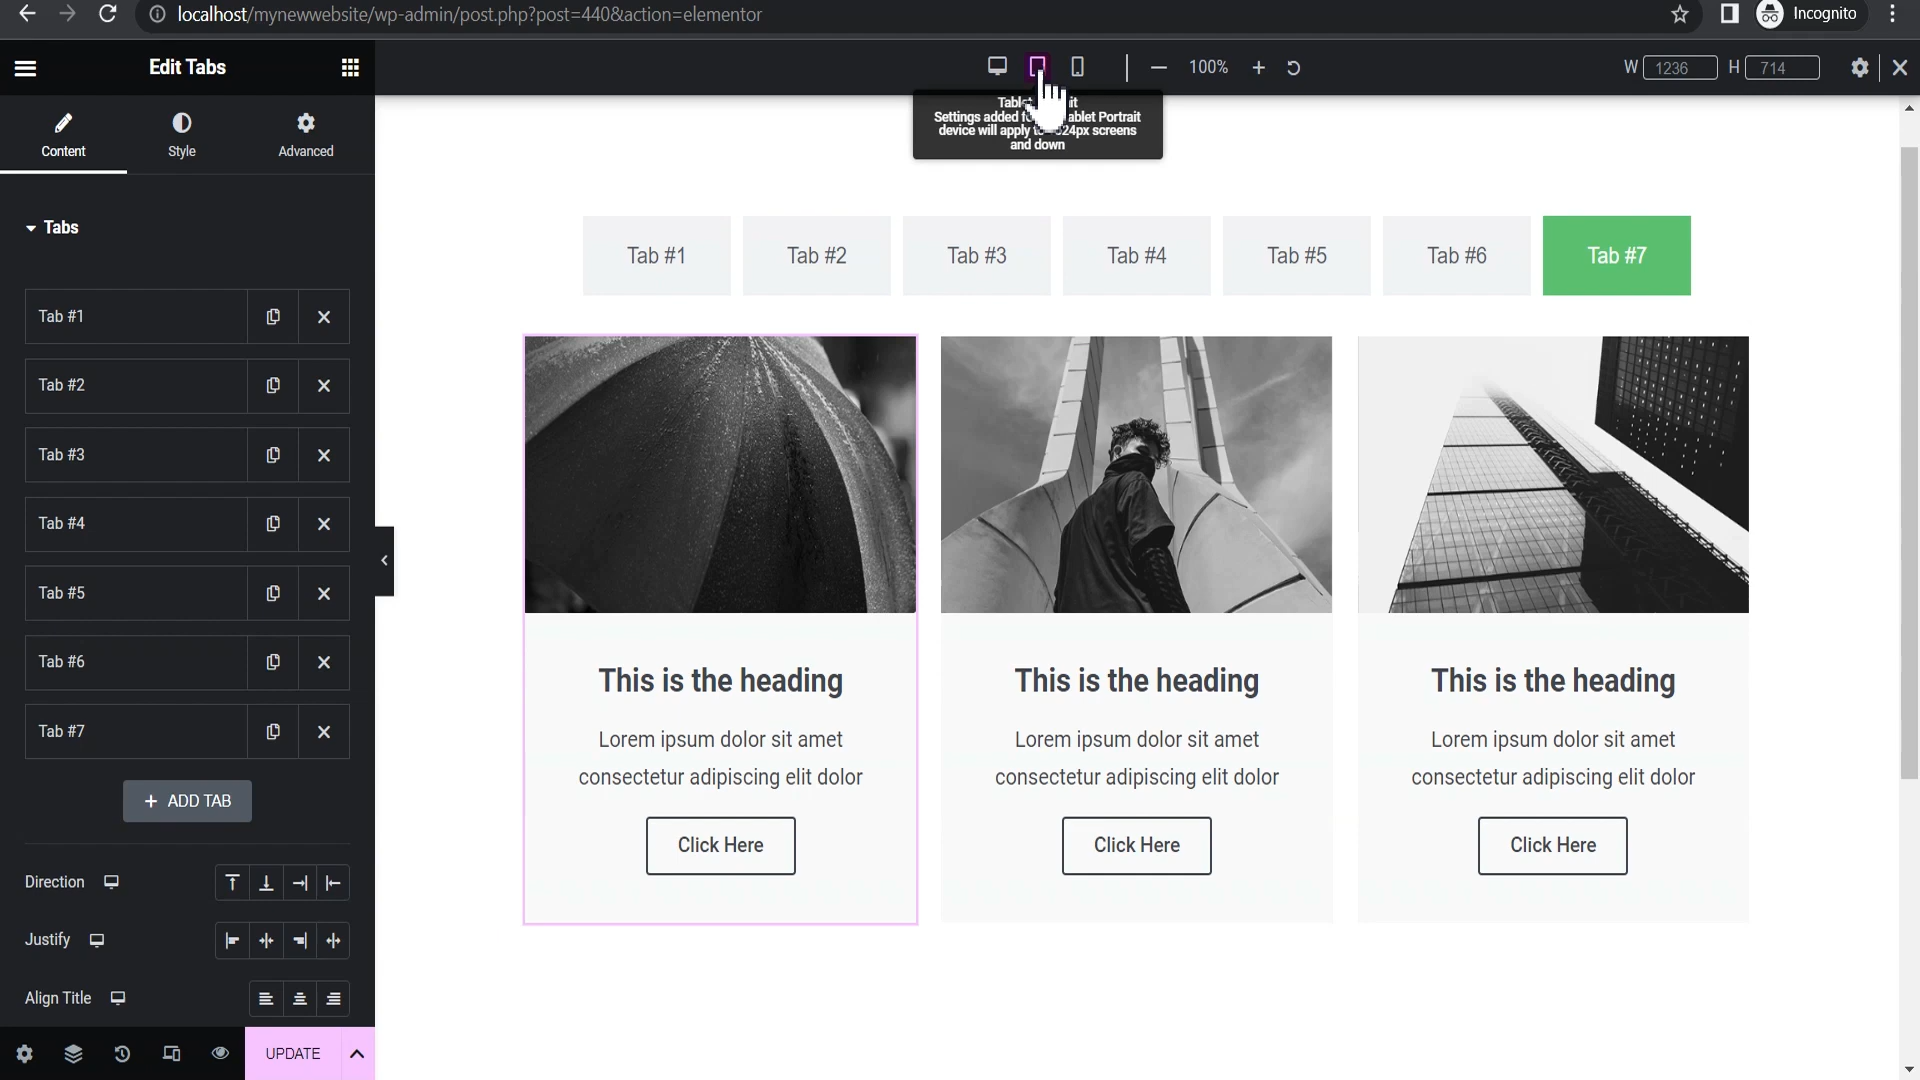 localhost/mynewwebsite/wp-admin/post.php?post=440&action=elementor
Incognito
Edit Tabs
100%
W 1236 H 714
Settings added Tablet Portrait
device will apply screens
and down
Content
Style
Advanced
Tabs
Tab #1
Tab #2
Tab #3
Tab #4
Tab #5
Tab #6
Tab #7
+ ADD TAB
Direction
Justify
Align Title
UPDATE
Tab #1
Tab #2
Tab #3
Tab #4
Tab #5
Tab #6
Tab #7
This is the heading
Lorem ipsum dolor sit amet
consectetur adipiscing elit dolor
Click Here
This is the heading
Lorem ipsum dolor sit amet
consectetur adipiscing elit dolor
Click Here
This is the heading
Lorem ipsum dolor sit amet
consectetur adipiscing elit dolor
Click Here